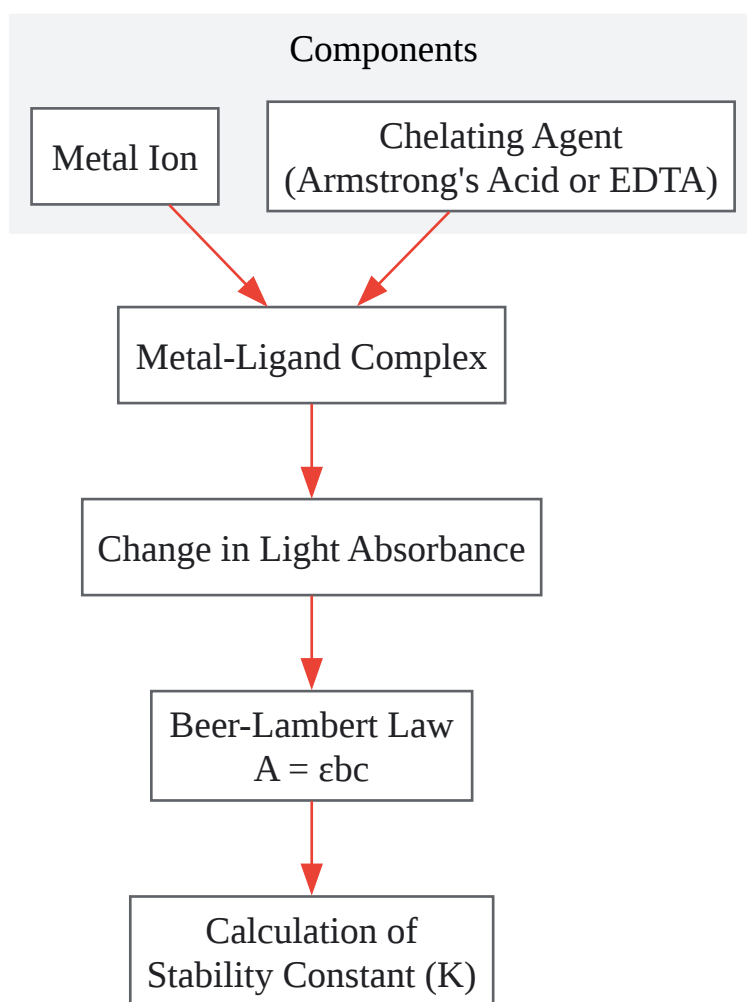 Components
Metal Ion
Chelating Agent
(Armstrong's Acid or EDTA)
Metal-Ligand Complex
Change in Light Absorbance
Beer-Lambert Law
A = εbc
Calculation of
Stability Constant (K)